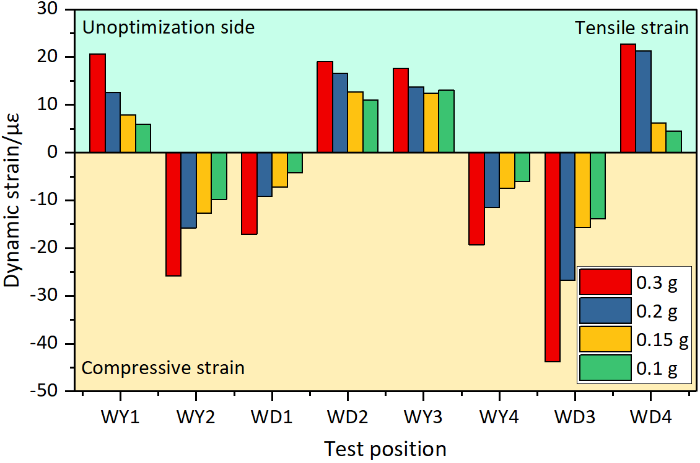 Unoptimization side
Tensile strain
30
20
10
0
-10
-20
-30
-40
-50
Dynamic strain/με
Compressive strain
0.3 g
0.2 g
0.15 g
0.1 g
WY1 WY2 WD1 WD2 WY3 WY4 WD3 WD4
Test position